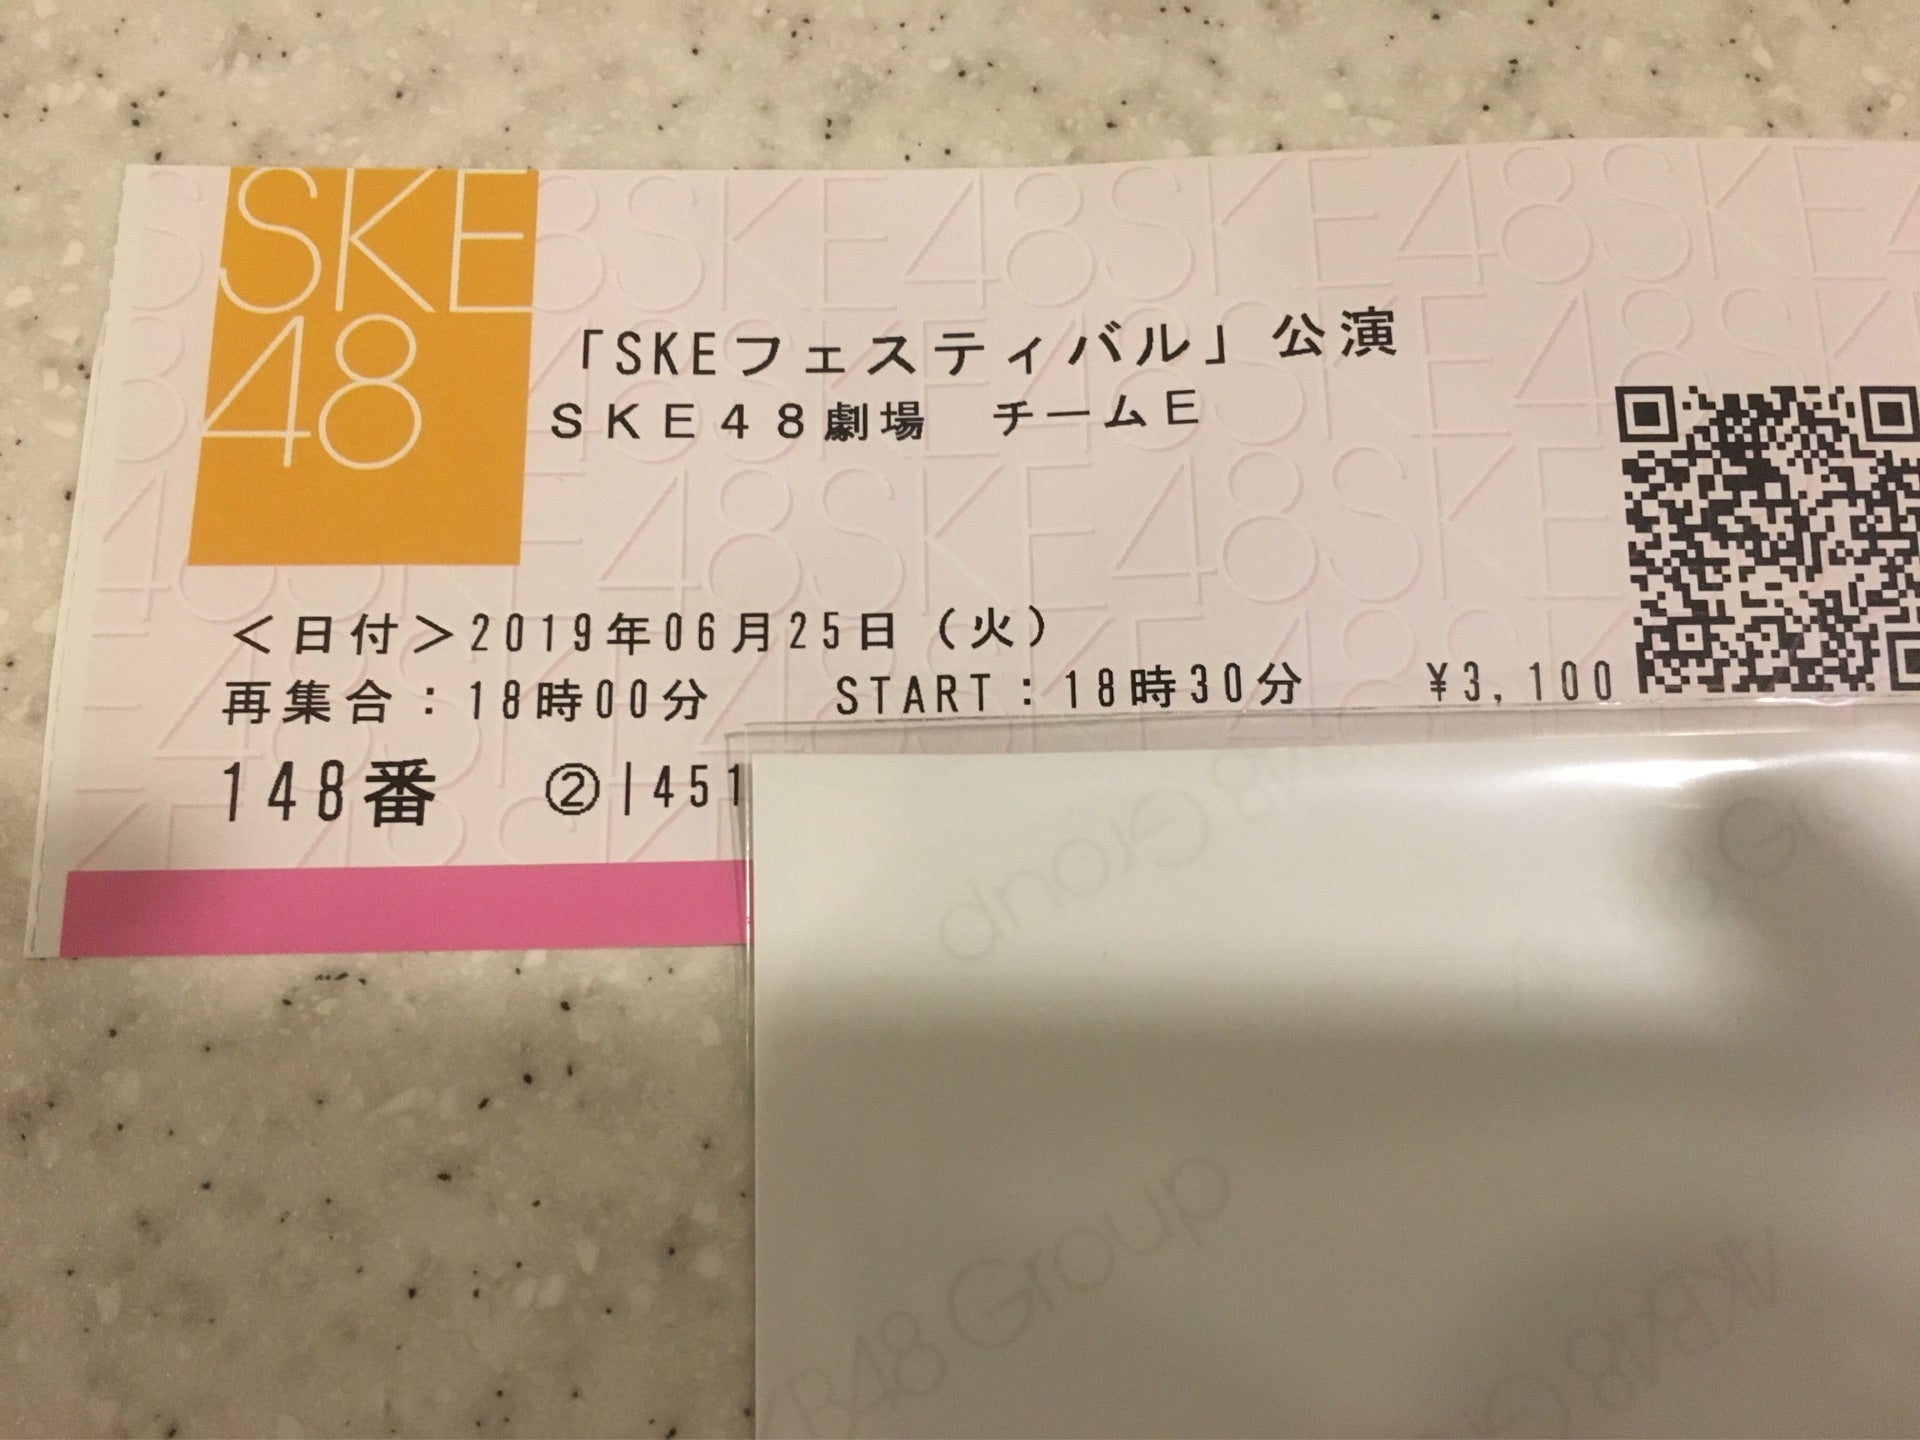 SKE
48
「SKEフェスティバル」公演
SKE48劇場 チームE
＜日付＞2019年06月25日（火）
再集合：18時00分 START：18時30分 ¥3,100
148番 ②|451
AKB48 Group